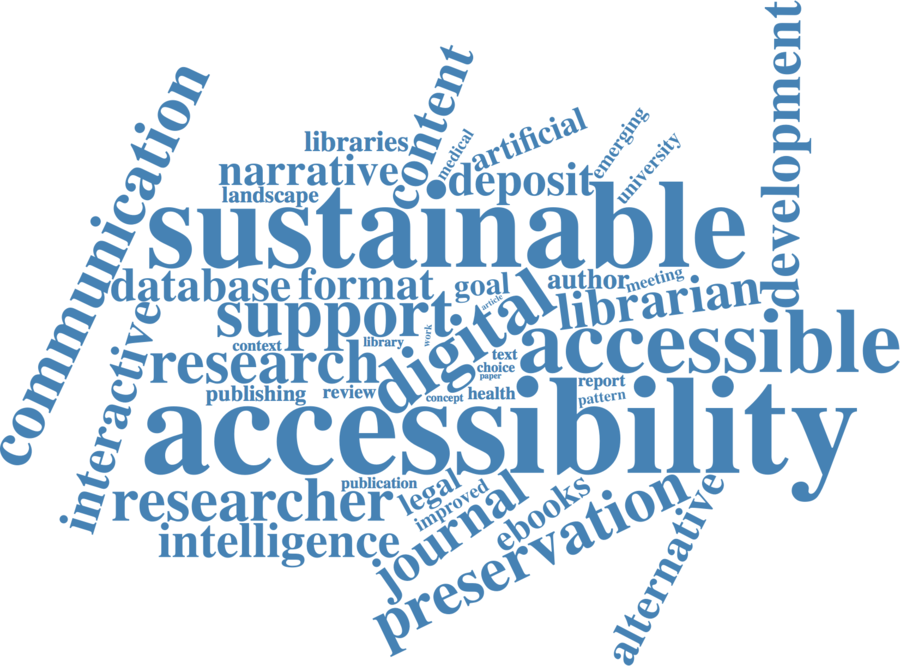 development
content
communication
artificial
emerging
libraries
medical
university
narrative
deposit
landscape
sustainable
database
format
goal
author
meeting
librarian
article
support
digital
work
library
context
accessible
interactive
research
text
choice
paper
publishing
review
concept
health
report
pattern
accessibility
publication
researcher
legal
improved
journal
ebooks
preservation
alternative
intelligence